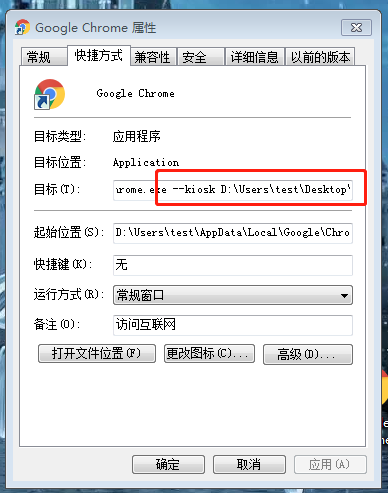 Google Chrome 属性
常规 快捷方式 兼容性 安全 详细信息 以前的版本
Google Chrome
目标类型: 应用程序
目标位置: Application
目标(T): rome.exe --kiosk D:\Users\test\Desktop\
起始位置(S): D:\Users\test\AppData\Local\Google\Chro
快捷键(K): 无
运行方式(R): 常规窗口
备注(O): 访问互联网
打开文件位置(F) 更改图标(C)... 高级(D)...
确定 取消 应用(A)